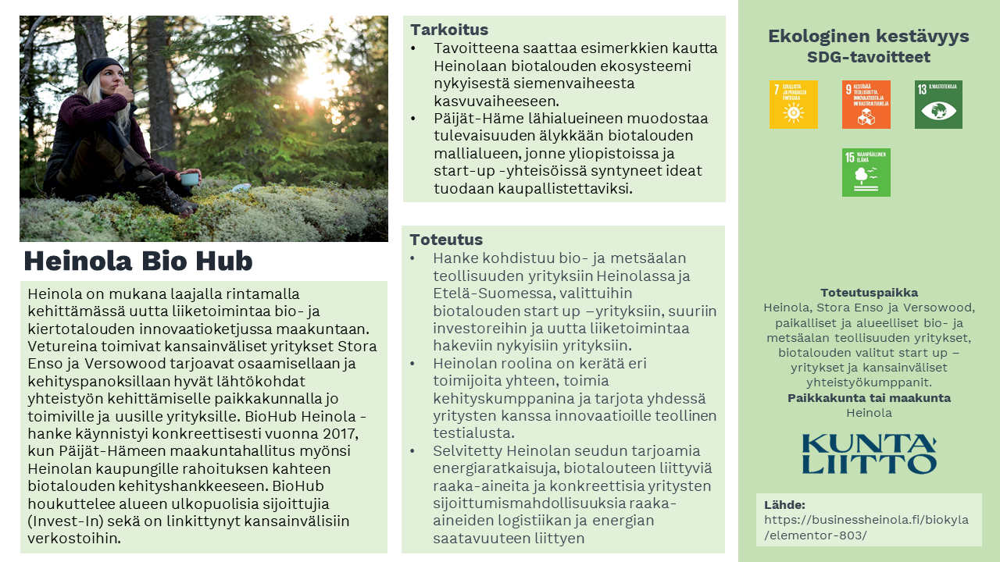 Heinola Bio Hub
Heinola on mukana laajalla rintamalla
kehittämässä uutta liiketoimintaa bio- ja
kiertotalouden innovaatioketjussa maakuntaan.
Vetureina toimivat kansainväliset yritykset Stora
Enso ja Versowood tarjoavat osaamisellaan ja
kehityspanoksillaan hyvät lähtökohdat
yhteistyön kehittämiselle paikkakunnalla jo
toimiville ja uusille yrityksille. BioHub Heinola -
hanke käynnistyi konkreettisesti vuonna 2017,
kun Päijät-Hämeen maakuntahallitus myönsi
Heinolan kaupungille rahoituksen kahteen
biotalouden kehityshankkeeseen. BioHub
houkuttelee alueen ulkopuolisia sijoittujia
(Invest-In) sekä on linkittynyt kansainvälisiin
verkostoihin.
Tarkoitus
• Tavoitteena saattaa esimerkkien kautta
Heinolaan biotalouden ekosysteemi
nykyisestä siemenvaiheesta
kasvuvaiheeseen.
• Päijät-Häme lähialueineen muodostaa
tulevaisuuden älykkään biotalouden
mallialueen, jonne yliopistoissa ja
start-up -yhteisöissä syntyneet ideat
tuodaan kaupallistettaviksi.
Toteutus
• Hanke kohdistuu bio- ja metsäalan
teollisuuden yrityksiin Heinolassa ja
Etelä-Suomessa, valittuihin
biotalouden start up –yrityksiin, suuriin
investoreihin ja uutta liiketoimintaa
hakeviin nykyisiin yrityksiin.
• Heinolan roolina on kerätä eri
toimijoita yhteen, toimia
kehityskumppanina ja tarjota yhdessä
yritysten kanssa innovaatioille teollinen
testialusta.
• Selvitetty Heinolan seudun tarjoamia
energiaratkaisuja, biotalouteen liittyviä
raaka-aineita ja konkreettisia yritysten
sijoittumismahdollisuuksia raaka-
aineiden logistiikan ja energian
saatavuuteen liittyen
Ekologinen kestävyys
SDG-tavoitteet
7 EDULLISTA
JA PUHDASTA
ENERGIAA
9 KESTÄVÄÄ
TEOLLISUUTTA,
INNOVAATIOITA JA
INFRASTRUKTUUREJA
13 ILMASTOTEKOJA
15 MAANPÄÄLLINEN
ELÄMÄ
Toteutuspaikka
Heinola, Stora Enso ja Versowood,
paikalliset ja alueelliset bio- ja
metsäalan teollisuuden yritykset,
biotalouden valitut start up –
yritykset ja kansainväliset
yhteistyökumppanit.
Paikkakunta tai maakunta
Heinola
KUNTA
LIITTO
Lähde:
https://businessheinola.fi/biokyla
/elementor-803/